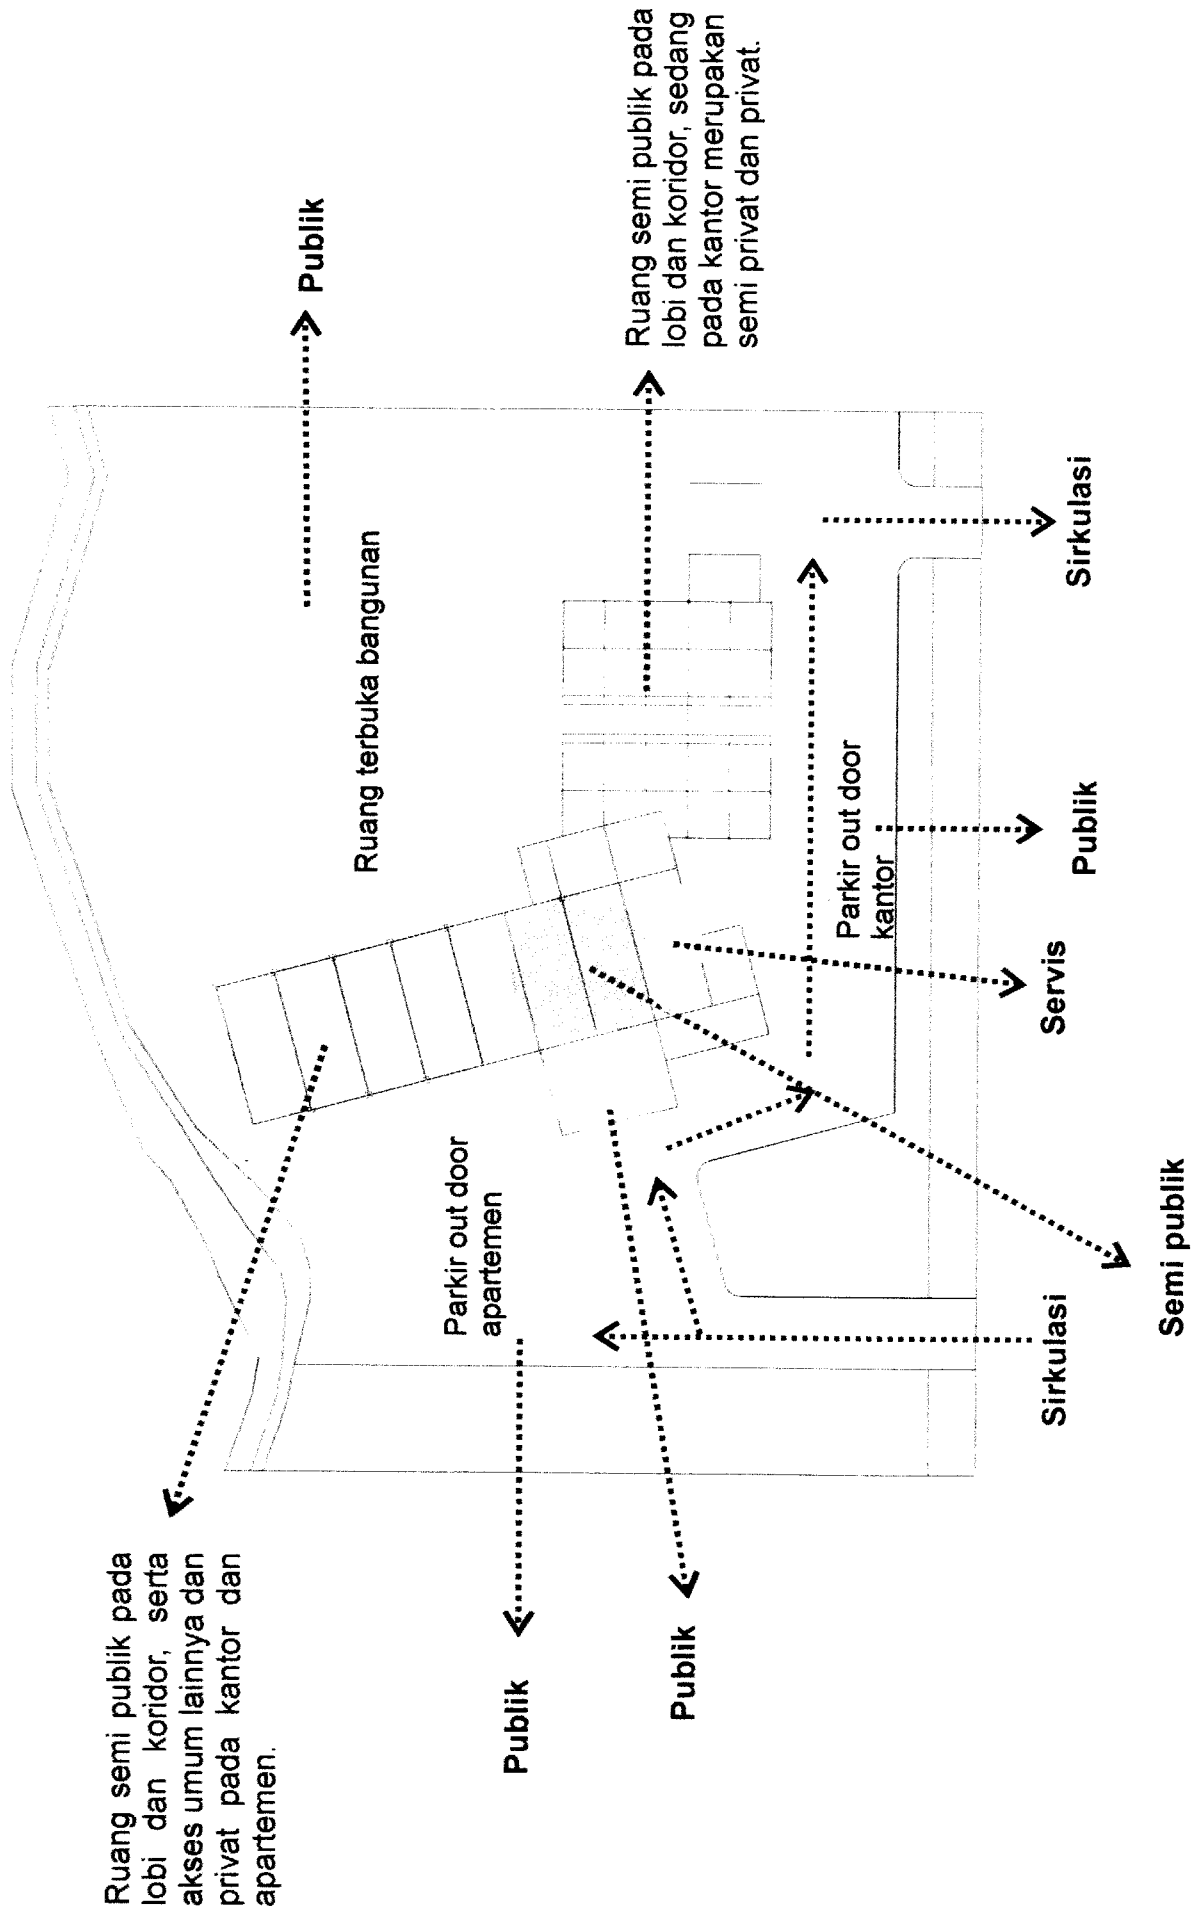 Ruang semi publik pada
lobi dan koridor, serta
akses umum lainnya dan
privat pada kantor dan
apartemen.
Publik
Ruang terbuka bangunan
Ruang semi publik pada
lobi dan koridor, sedang
pada kantor merupakan
semi privat dan privat.
Parkir out door
apartemen
Publik
Publik
Parkir out door
kantor
Sirkulasi
Semi publik
Servis
Publik
Sirkulasi